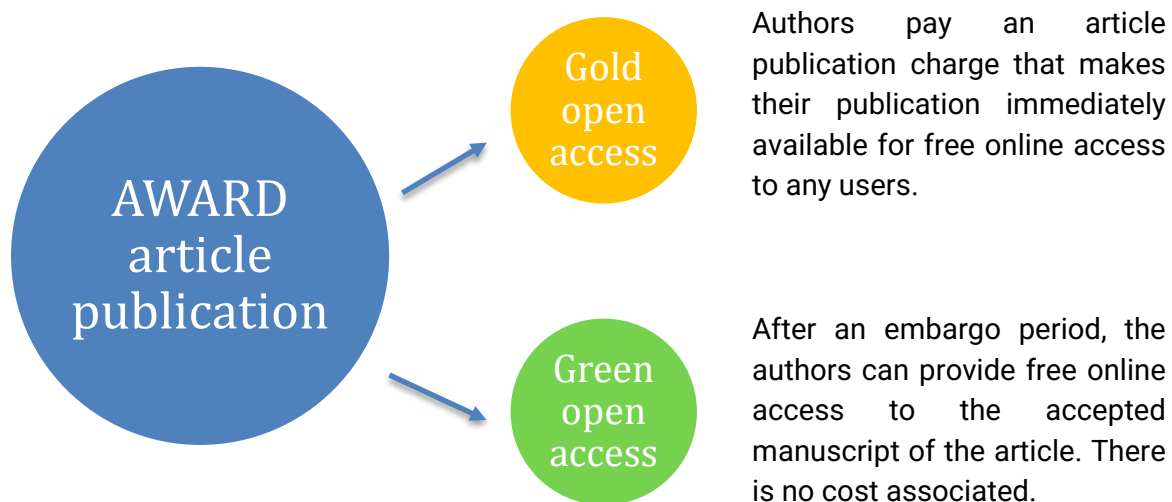 AWARD
article
publication
Gold
open
access
Authors pay an article
publication charge that makes
their publication immediately
available for free online access
to any users.
Green
open
access
After an embargo period, the
authors can provide free online
access to the accepted
manuscript of the article. There
is no cost associated.